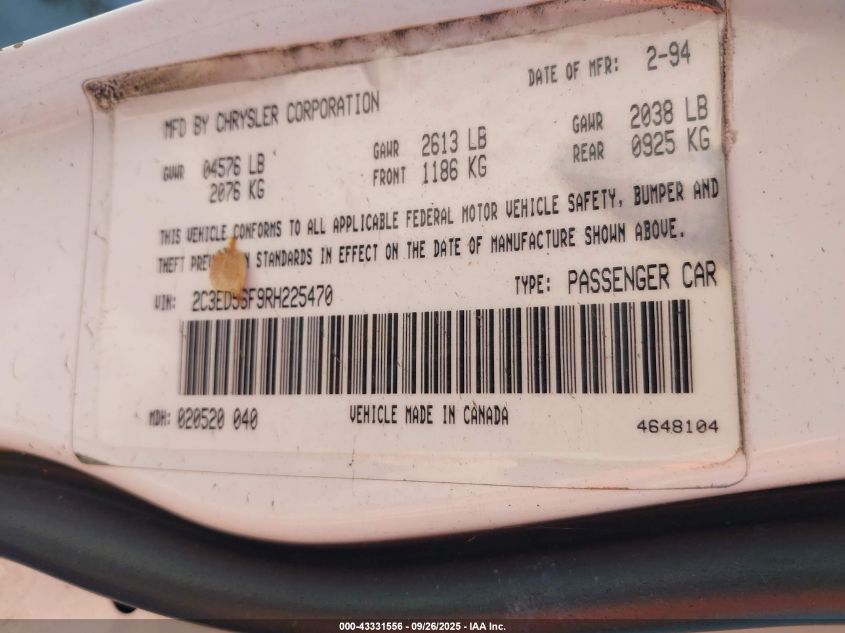 DATE OF MFR: 2-94
MFD BY CHRYSLER CORPORATION
GVWR 04576 LB
2076 KG
GAWR FRONT 2613 LB
1186 KG
GAWR REAR 2038 LB
0925 KG
THIS VEHICLE CONFORMS TO ALL APPLICABLE FEDERAL MOTOR VEHICLE SAFETY, BUMPER AND
THEFT STANDARDS IN EFFECT ON THE DATE OF MANUFACTURE SHOWN ABOVE.
VIN: 2C3ED56F9RH225470 TYPE: PASSENGER CAR
MDH: 020520 040 VEHICLE MADE IN CANADA
4648104
000-43331556 - 09/26/2025 - IAA Inc.